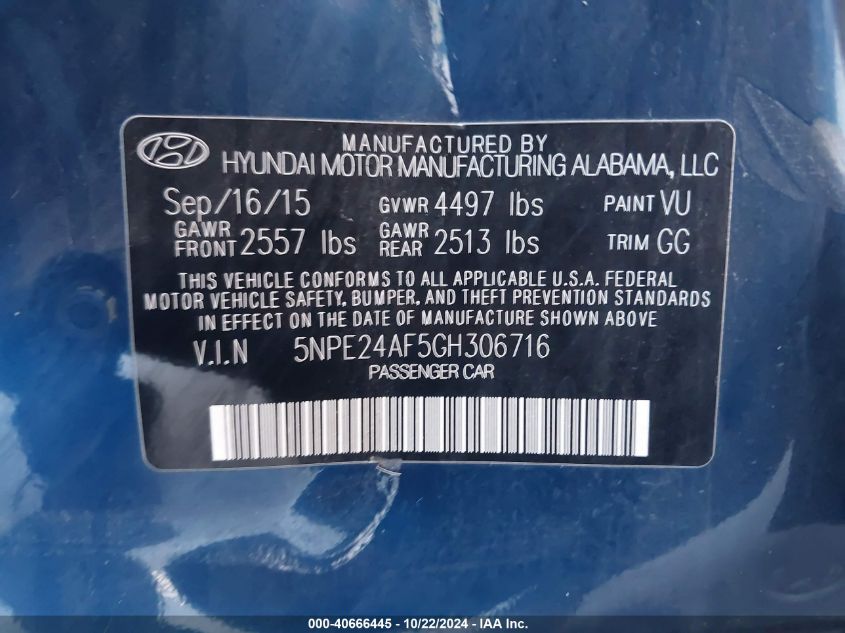 MANUFACTURED BY
HYUNDAI MOTOR MANUFACTURING ALABAMA, LLC
Sep/16/15 GVWR 4497 lbs PAINT VU
GAWR FRONT 2557 lbs GAWR REAR 2513 lbs TRIM GG
THIS VEHICLE CONFORMS TO ALL APPLICABLE U.S.A. FEDERAL
MOTOR VEHICLE SAFETY, BUMPER, AND THEFT PREVENTION STANDARDS
IN EFFECT ON THE DATE OF MANUFACTURE SHOWN ABOVE
V.I.N 5NPE24AF5GH306716
PASSENGER CAR
000-40666445 - 10/22/2024 - IAA Inc.